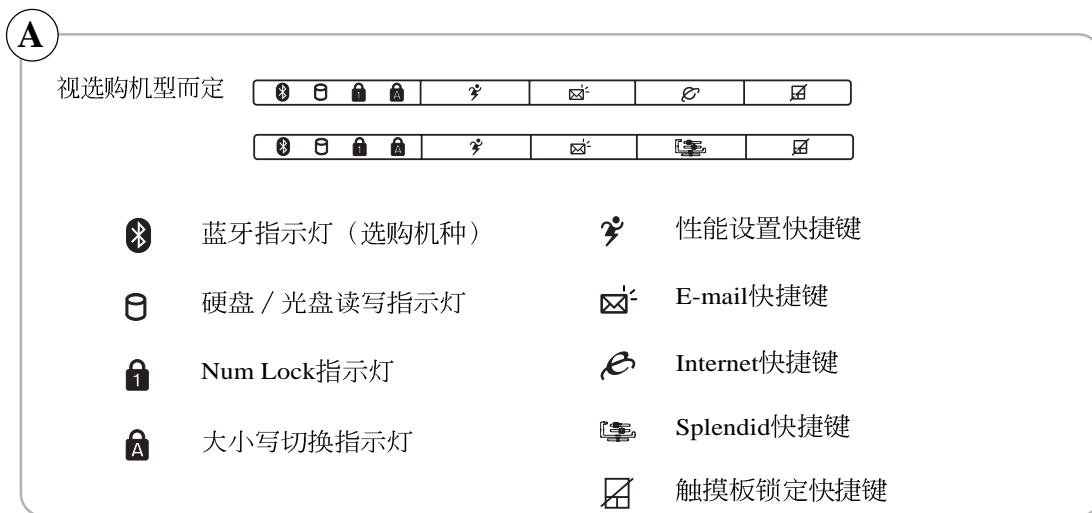 A
视选购机型而定
蓝牙指示灯（选购机种）
硬盘／光盘读写指示灯
Num Lock指示灯
大小写切换指示灯
性能设置快捷键
E-mail快捷键
Internet快捷键
Splendid快捷键
触摸板锁定快捷键